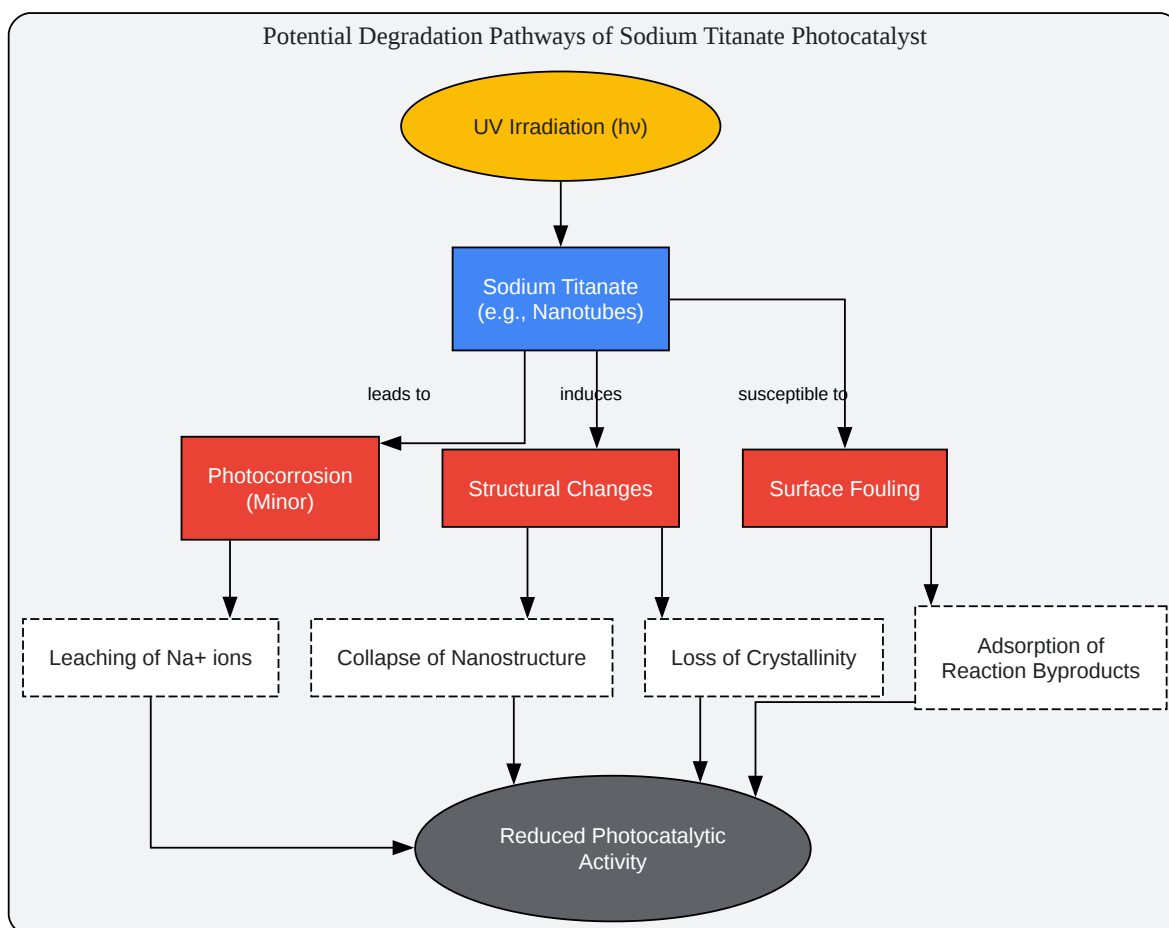 Potential Degradation Pathways of Sodium Titanate Photocatalyst
UV Irradiation (hν)
Sodium Titanate
(e.g., Nanotubes)
leads to
induces
susceptible to
Photocorrosion
(Minor)
Structural Changes
Surface Fouling
Leaching of Na+ ions
Collapse of Nanostructure
Loss of Crystallinity
Adsorption of
Reaction Byproducts
Reduced Photocatalytic
Activity